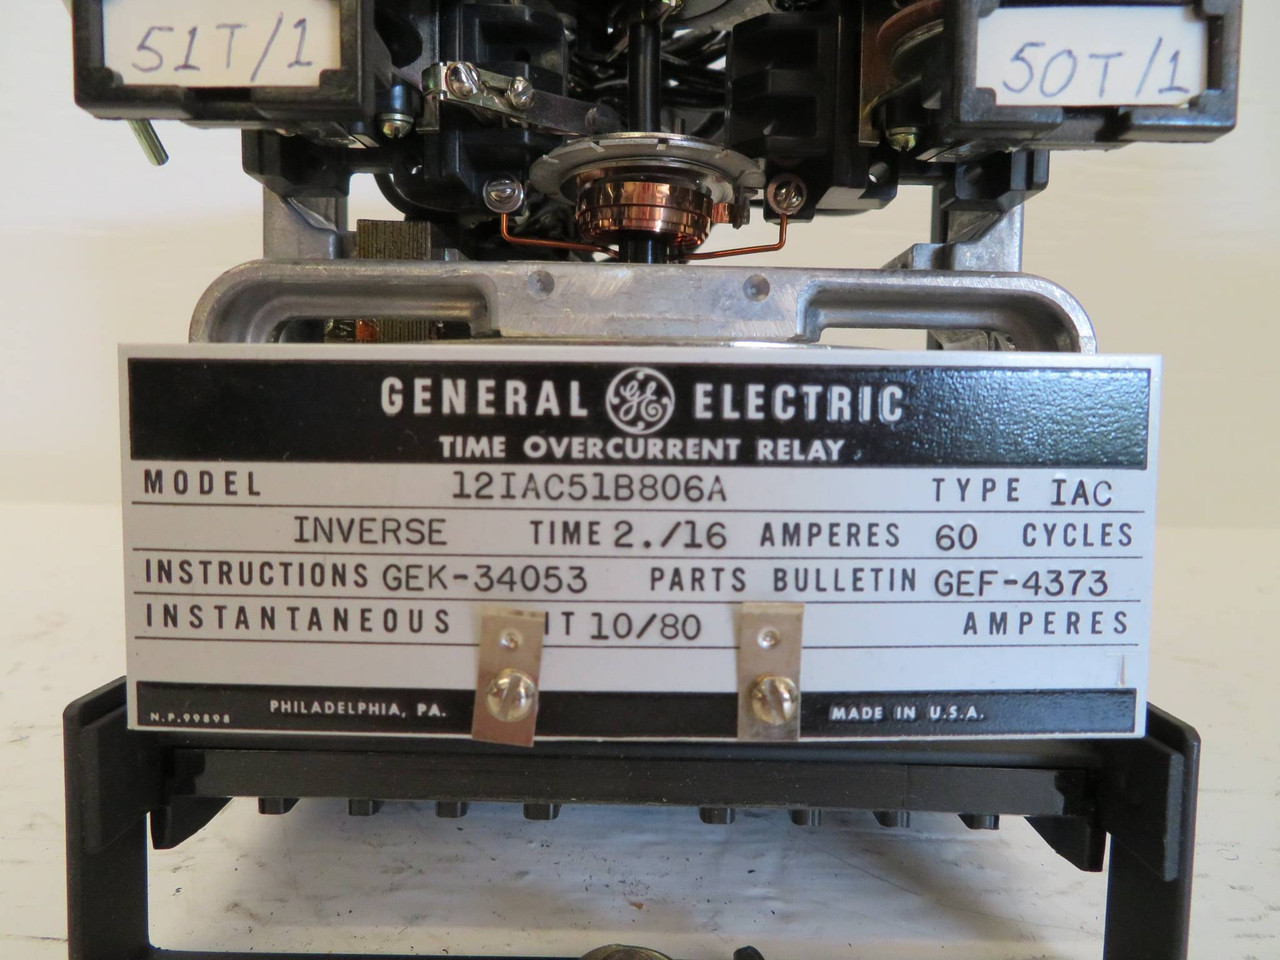 51T/1
50T/1
GENERAL GE ELECTRIC
TIME OVERCURRENT RELAY
MODEL 12IAC51B806A TYPE IAC
INVERSE TIME 2./16 AMPERES 60 CYCLES
INSTRUCTIONS GEK-34053 PARTS BULLETIN GEF-4373
INSTANTANEOUS IT 10/80 AMPERES
N.P.99898 PHILADELPHIA, PA. MADE IN U.S.A.